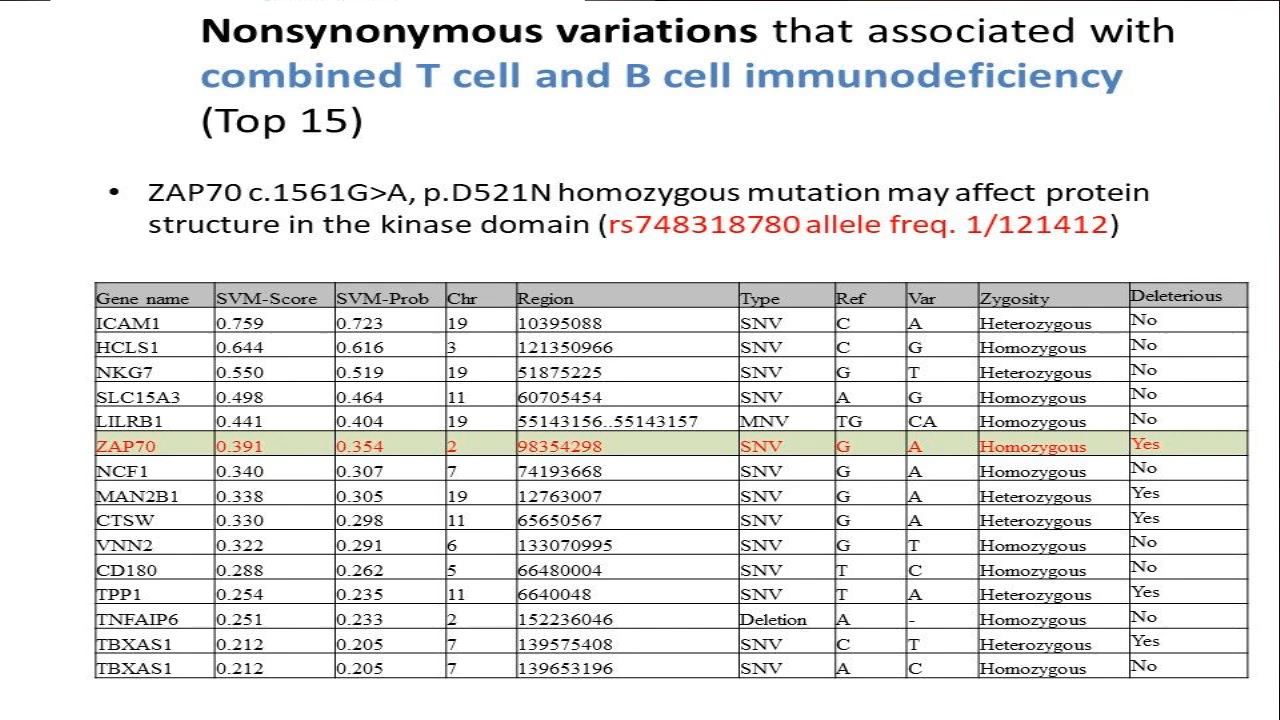 Nonsynonymous variations that associated with
combined T cell and B cell immunodeficiency
(Top 15)
• ZAP70 c.1561G>A, p.D521N homozygous mutation may affect protein
structure in the kinase domain (rs748318780 allele freq. 1/121412)
Gene name SVM-Score SVM-Prob Chr Region Type Ref Var Zygosity Deleterious
ICAM1 0.759 0.723 19 10395088 SNV C A Heterozygous No
HCLS1 0.644 0.616 3 121350966 SNV C G Homozygous No
NKG7 0.550 0.519 19 51875225 SNV G T Heterozygous No
SLC15A3 0.498 0.464 11 60705454 SNV A G Homozygous No
LILRB1 0.441 0.404 19 55143156..55143157 MNV TG CA Homozygous No
ZAP70 0.391 0.354 2 98354298 SNV G A Homozygous Yes
NCF1 0.340 0.307 7 74193668 SNV G A Homozygous No
MAN2B1 0.338 0.305 19 12763007 SNV G A Heterozygous Yes
CTSW 0.330 0.298 11 65650567 SNV G A Heterozygous Yes
VNN2 0.322 0.291 6 133070995 SNV G T Homozygous No
CD180 0.288 0.262 5 66480004 SNV T C Homozygous No
TPP1 0.254 0.235 11 6640048 SNV T A Heterozygous Yes
TNFAIP6 0.251 0.233 2 152236046 Deletion A - Homozygous No
TBXAS1 0.212 0.205 7 139575408 SNV C T Heterozygous Yes
TBXAS1 0.212 0.205 7 139653196 SNV A C Homozygous No